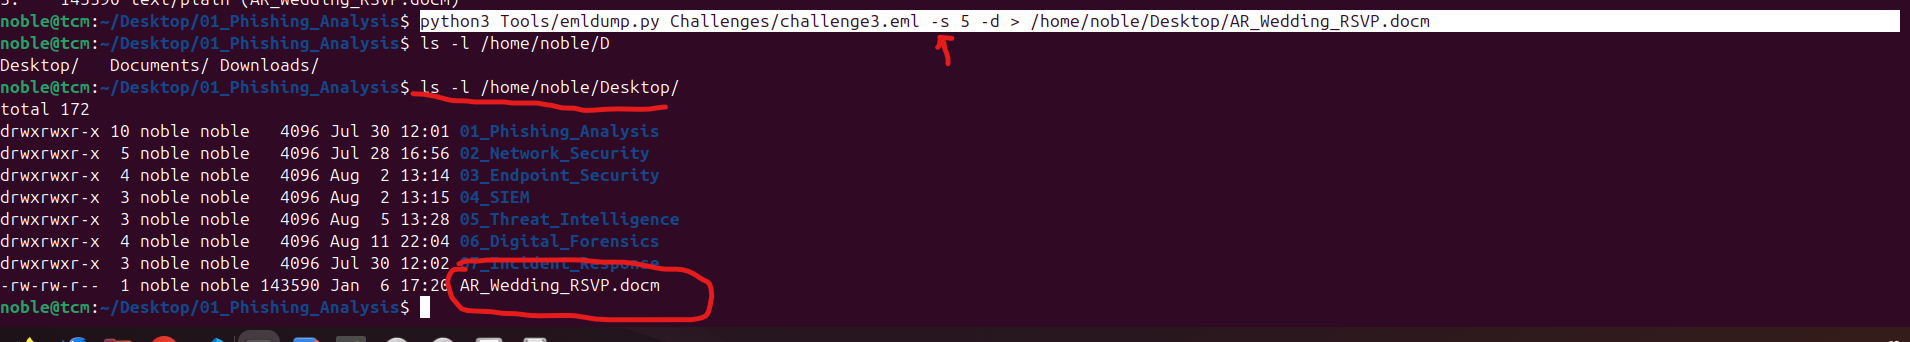 5:    143590 text/plain (AR_Wedding_RSVP.docm)
noble@tcm:~/Desktop/01_Phishing_Analysis$ python3 Tools/emldump.py Challenges/challenge3.eml -s 5 -d > /home/noble/Desktop/AR_Wedding_RSVP.docm
noble@tcm:~/Desktop/01_Phishing_Analysis$ ls -l /home/noble/D
Desktop/   Documents/ Downloads/
noble@tcm:~/Desktop/01_Phishing_Analysis$ ls -l /home/noble/Desktop/
total 172
drwxrwxr-x 10 noble noble   4096 Jul 30 12:01 01_Phishing_Analysis
drwxrwxr-x  5 noble noble   4096 Jul 28 16:56 02_Network_Security
drwxrwxr-x  4 noble noble   4096 Aug  2 13:14 03_Endpoint_Security
drwxrwxr-x  3 noble noble   4096 Aug  2 13:15 04_SIEM
drwxrwxr-x  3 noble noble   4096 Aug  5 13:28 05_Threat_Intelligence
drwxrwxr-x  4 noble noble   4096 Aug 11 22:04 06_Digital_Forensics
drwxrwxr-x  3 noble noble   4096 Jul 30 12:02 07_Incident_Response
-rw-rw-r--  1 noble noble 143590 Jan  6 17:20 AR_Wedding_RSVP.docm
noble@tcm:~/Desktop/01_Phishing_Analysis$